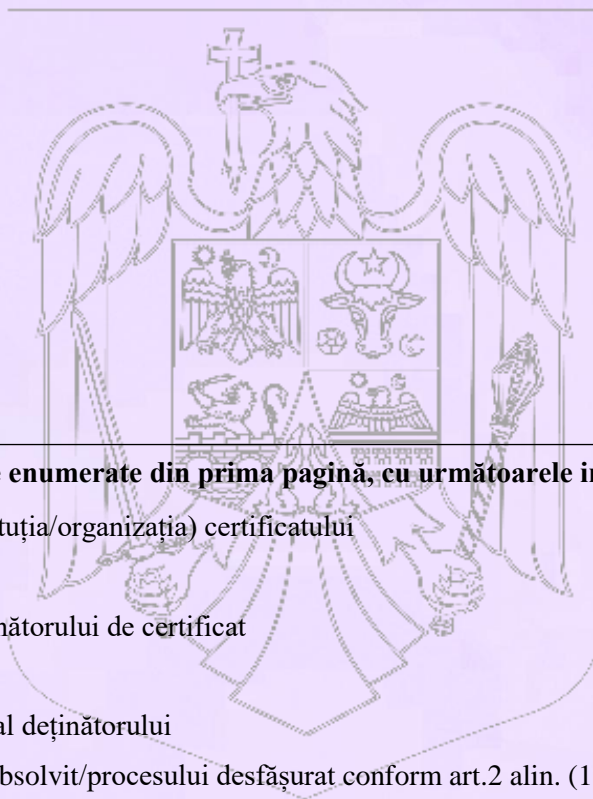 enumerate din prima pagină, cu următoarele
tuția/organizația) certificatului
nătorului de certificat
al deținătorului
bsolvit/procesului desfășurat conform art.2 alin. (1